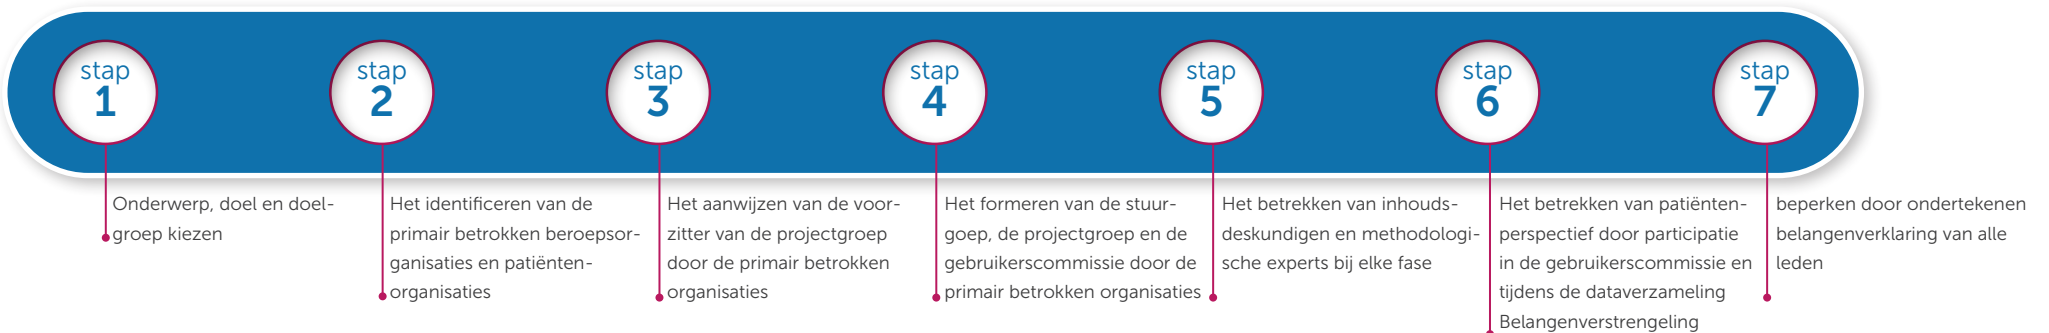 stap
1
stap
2
stap
3
stap
4
stap
5
stap
6
stap
7
Onderwerp, doel en doel-
groep kiezen
Het identificeren van de
primair betrokken beroepsor-
ganisaties en patiënten-
organisaties
Het aanwijzen van de voor-
zitter van de projectgroep
door de primair betrokken
organisaties
Het formeren van de stuur-
goep, de projectgroep en de
gebruikerscommissie door de
primair betrokken organisaties
Het betrekken van inhouds-
deskundigen en methodologi-
sche experts bij elke fase
Het betrekken van patiënten-
perspectief door participatie
in de gebruikerscommissie en
tijdens de dataverzameling
Belangenverstrengeling
beperken door ondertekenen
belangenverklaring van alle
leden